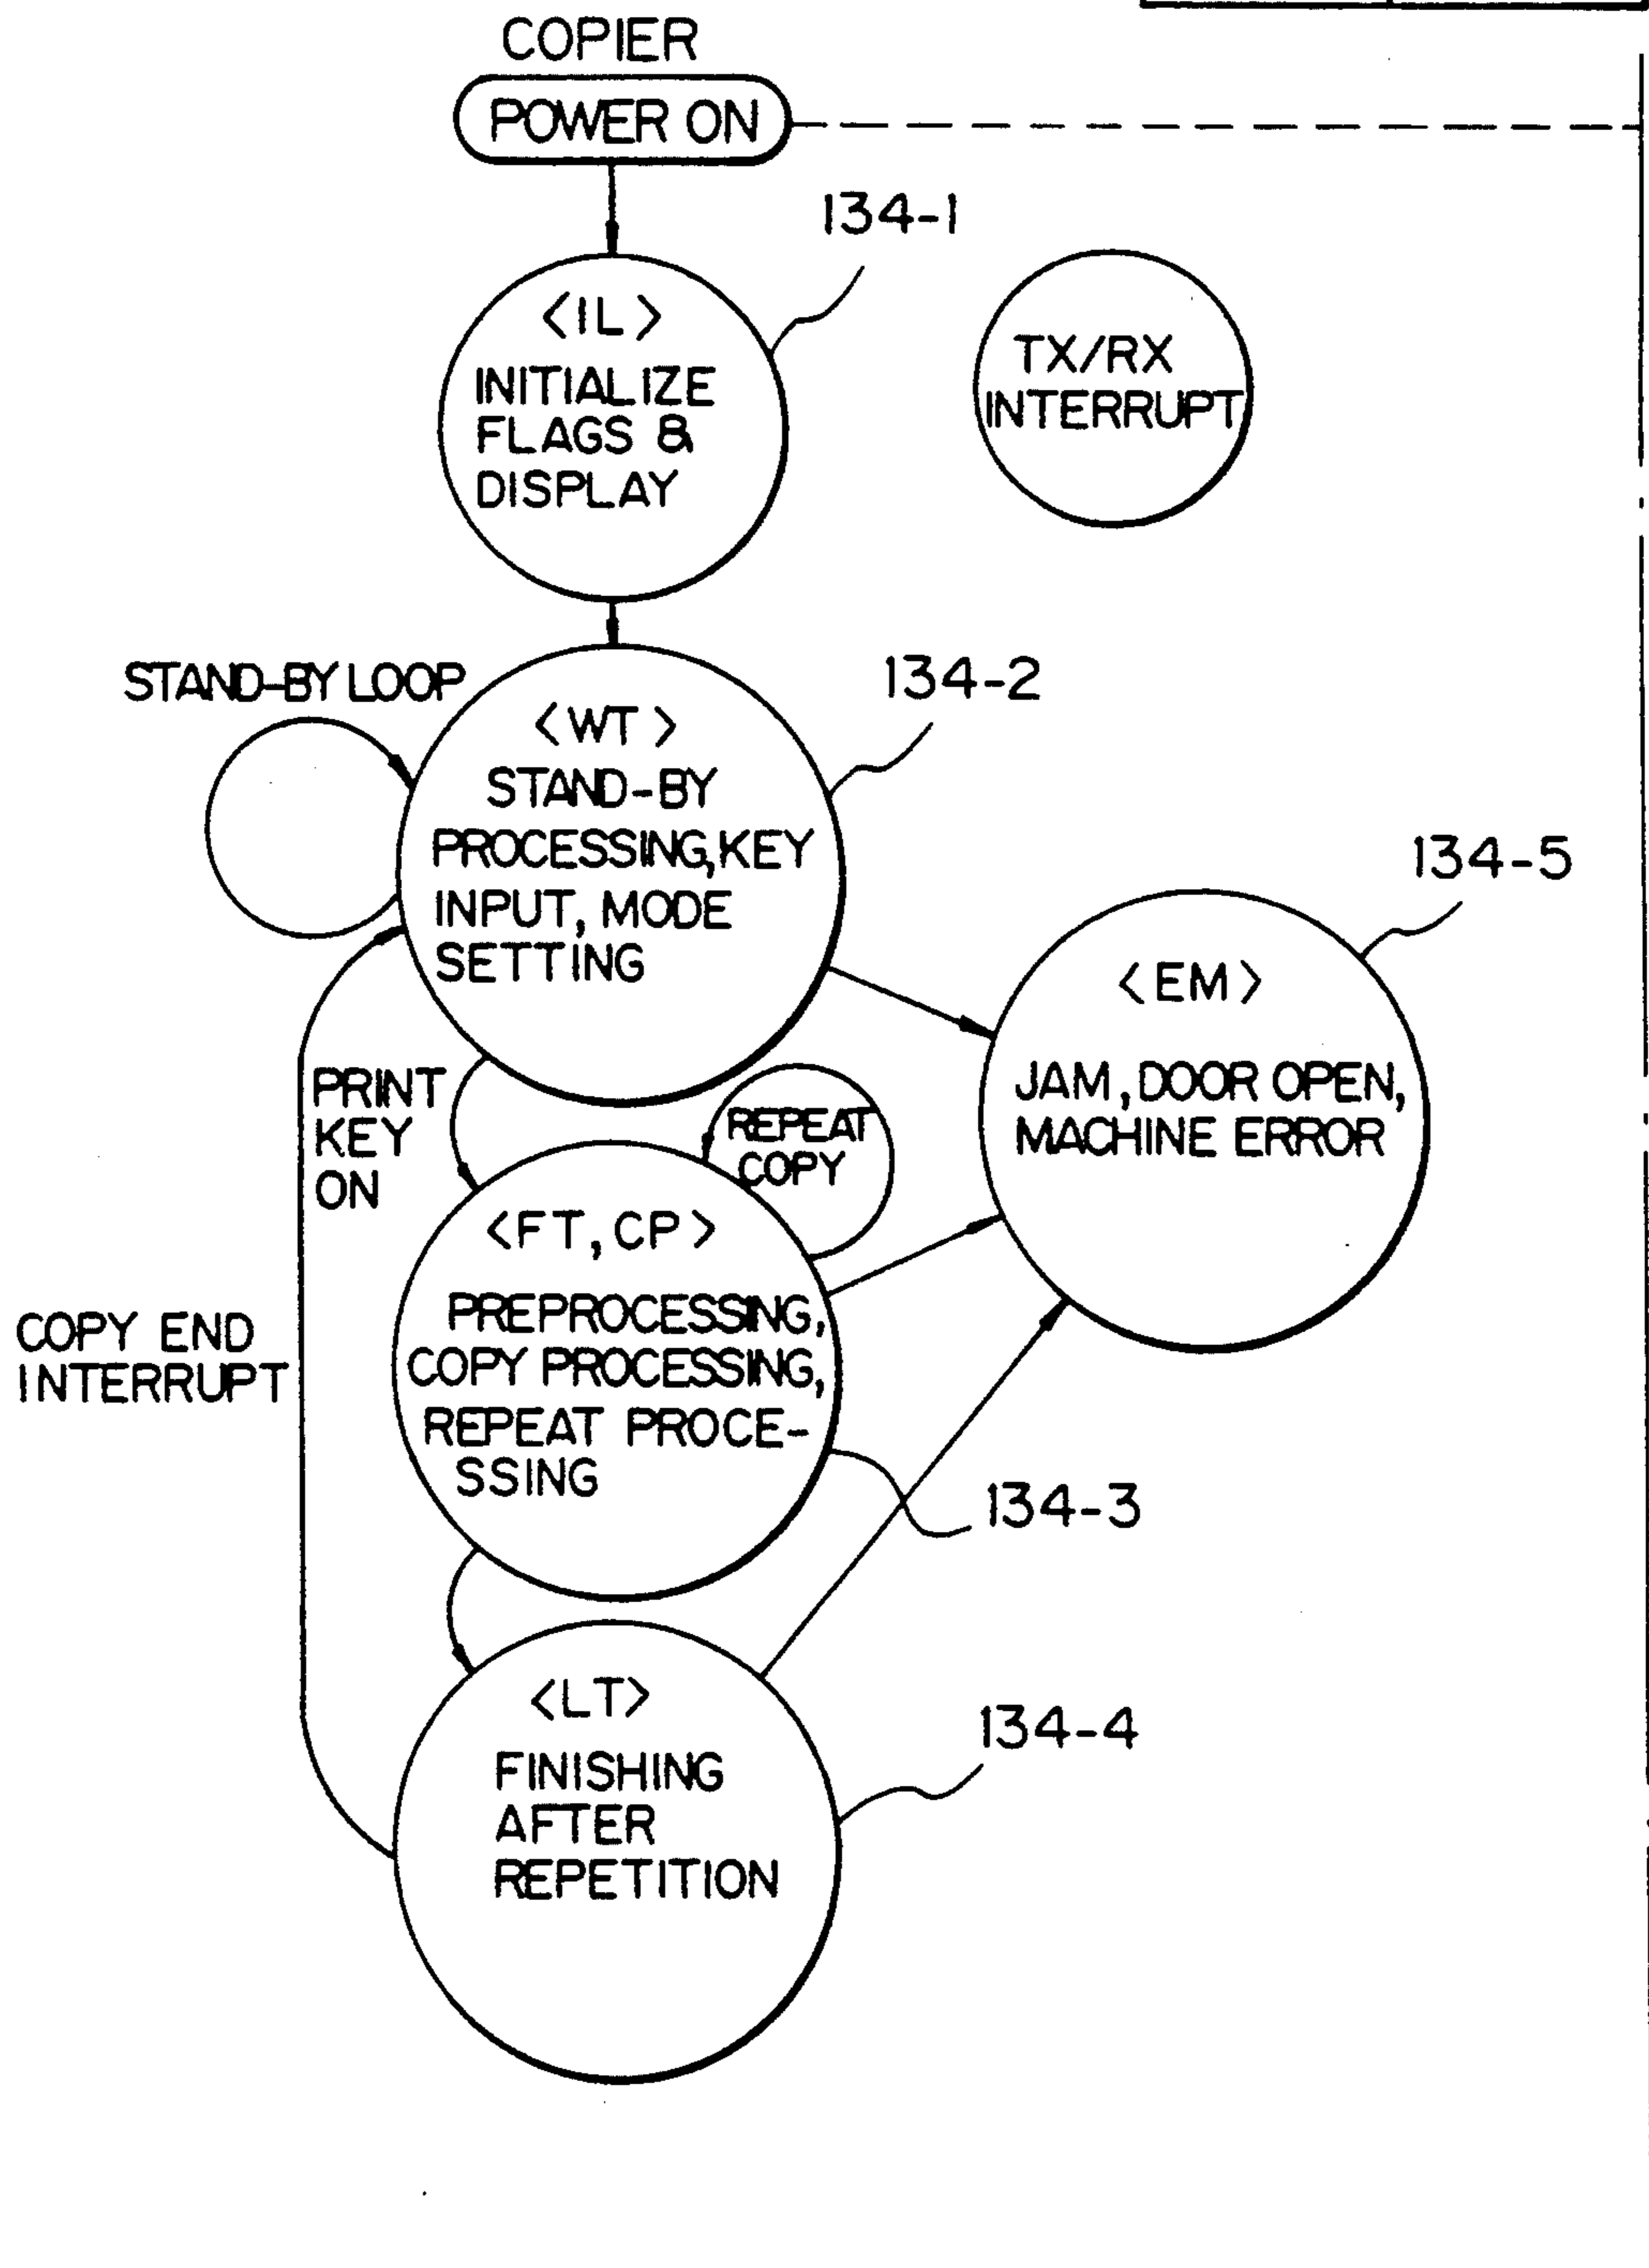 COPIER
POWER ON
134-1
<IL>
INITIALIZE
FLAGS &
DISPLAY
TX/RX
INTERRUPT
STAND-BY LOOP
134-2
<WT>
STAND-BY
PROCESSING, KEY
INPUT, MODE
SETTING
134-5
<EM>
JAM, DOOR OPEN,
MACHINE ERROR
PRINT
KEY
ON
REPEAT
COPY
<FT, CP>
PREPROCESSING,
COPY PROCESSING,
REPEAT PROCE-
SSING
COPY END
INTERRUPT
134-3
<LT>
FINISHING
AFTER
REPETITION
134-4